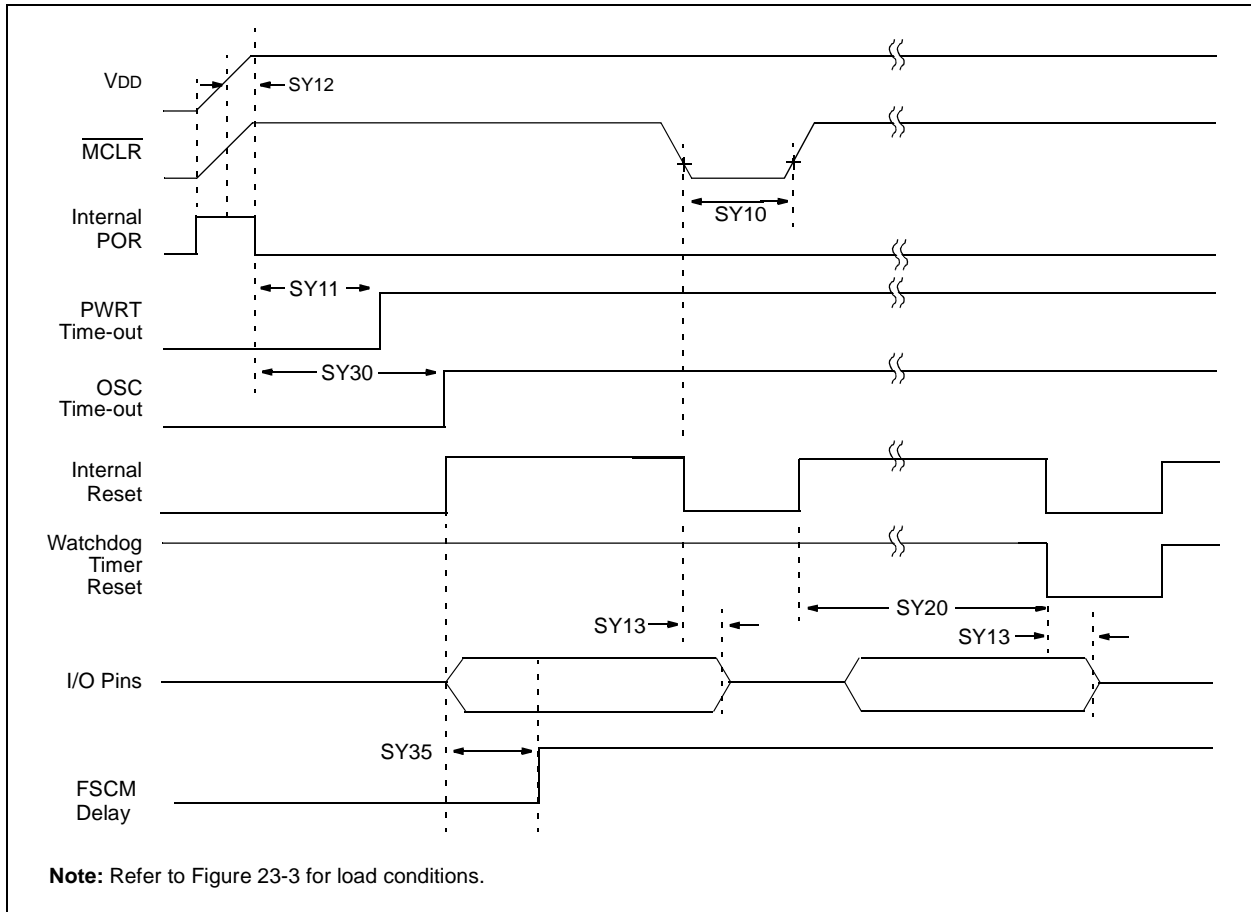 VDD
SY12
MCLR
SY10
Internal
POR
SY11
PWRT
Time-out
SY30
OSC
Time-out
Internal
Reset
Watchdog
Timer
Reset
SY20
SY13
SY13
I/O Pins
SY35
FSCM
Delay
Note: Refer to Figure 23-3 for load conditions.